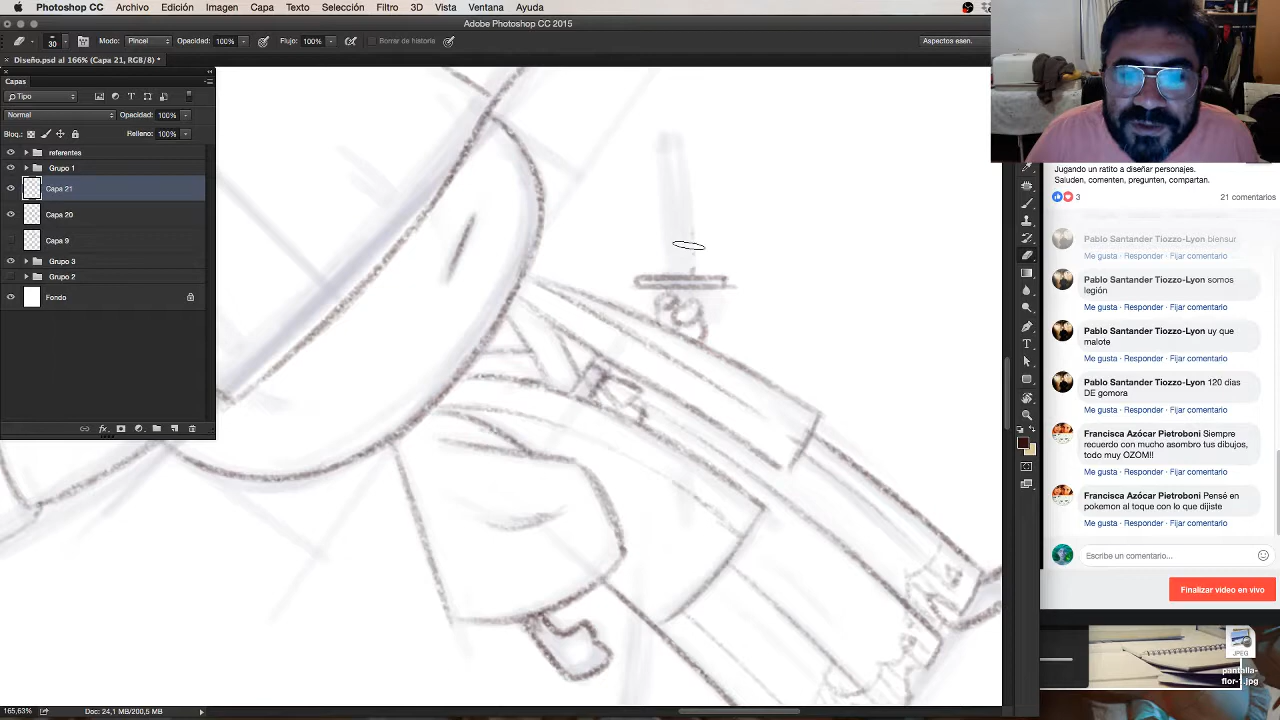 Photoshop CC Archivo Edición Imagen Capa Texto Selección Filtro 3D Vista Ventana Ayuda
Adobe Photoshop CC 2015
30 Modo: Pincel Opacidad: 100% Flujo: 100% Borrar de historia Aspectos esen.
× Diseño.psd al 166% (Capa 21, RGB/8) *
Capas
Tipo
Normal Opacidad: 100%
Bloq.: Relleno: 100%
referentes
Grupo 1
Capa 21
Capa 20
Capa 9
Grupo 3
Grupo 2
Fondo
Jugando un ratito a diseñar personajes.
Saluden, comenten, pregunten, compartan.
3 21 comentarios
Pablo Santander Tiozzo-Lyon biensur
Me gusta · Responder · Fijar comentario
Pablo Santander Tiozzo-Lyon somos
legión
Me gusta · Responder · Fijar comentario
Pablo Santander Tiozzo-Lyon uy que
malote
Me gusta · Responder · Fijar comentario
Pablo Santander Tiozzo-Lyon 120 dias
DE gomora
Me gusta · Responder · Fijar comentario
Francisca Azócar Pietroboni Siempre
recuerdo con mucho asombro tus dibujos,
todo muy OZOM!!
Me gusta · Responder · Fijar comentario
Francisca Azócar Pietroboni Pensé en
pokemon al toque con lo que dijiste
Me gusta · Responder · Fijar comentario
Escribe un comentario...
Finalizar video en vivo
JPEG
pantalla-
flor-1.jpg
165,63% Doc: 24,1 MB/310,5 MB